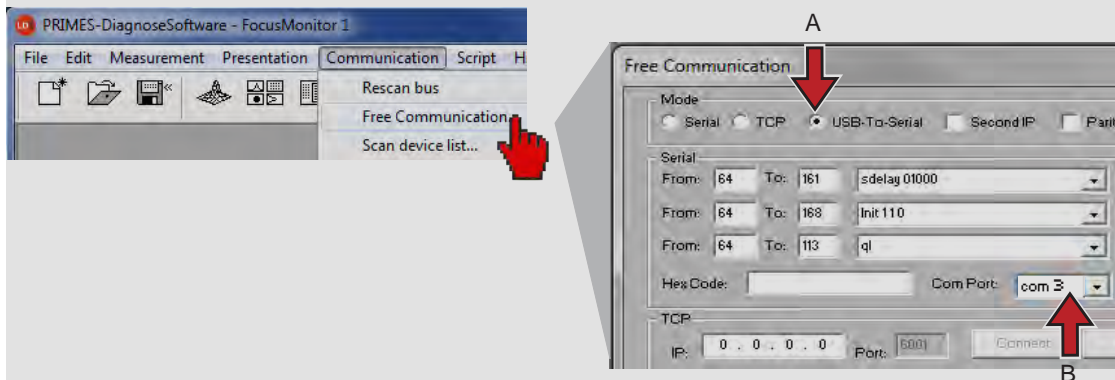 PRIMES-DiagnoseSoftware - FocusMonitor 1
File Edit Measurement Presentation Communication Script H
Rescan bus
Free Communication
Scan device list...
A
Free Communication
Mode
Serial TCP USB-To-Serial Second IP Parit
Serial
From: 64 To: 161 sdelay 01000
From: 64 To: 168 Init 110
From: 64 To: 113 ql
Hex Code: Com Port: com 3
TCP
IP: 0 . 0 . 0 . 0 Port: 6001 Connect
B